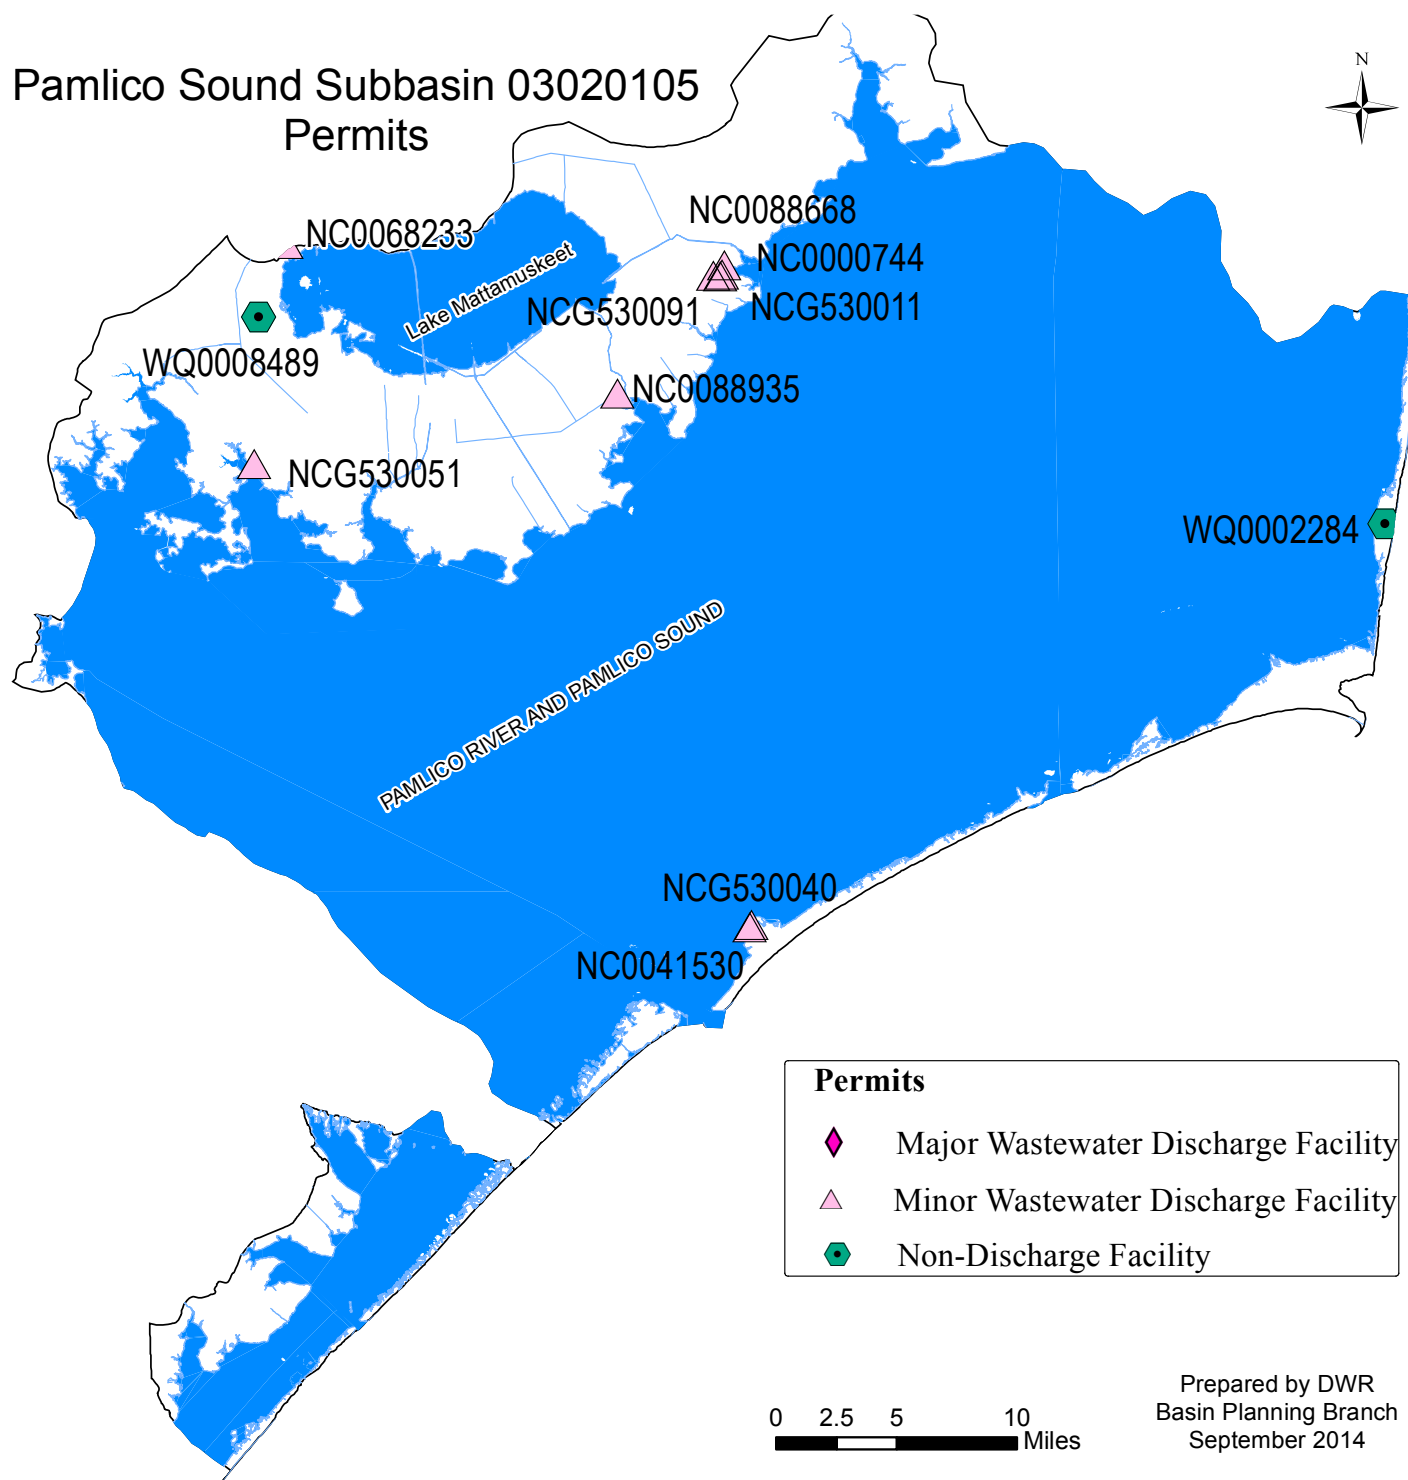 Pamlico Sound Subbasin 03020105
Permits
N
NC0088668
NC0068233
NC0000744
Lake Mattamuskeet
NCG530091
NCG530011
WQ0008489
NC0088935
NCG530051
WQ0002284
PAMLICO RIVER AND PAMLICO SOUND
NCG530040
NC0041530
Permits
Major Wastewater Discharge Facility
Minor Wastewater Discharge Facility
Non-Discharge Facility
0 2.5 5 10
Miles
Prepared by DWR
Basin Planning Branch
September 2014